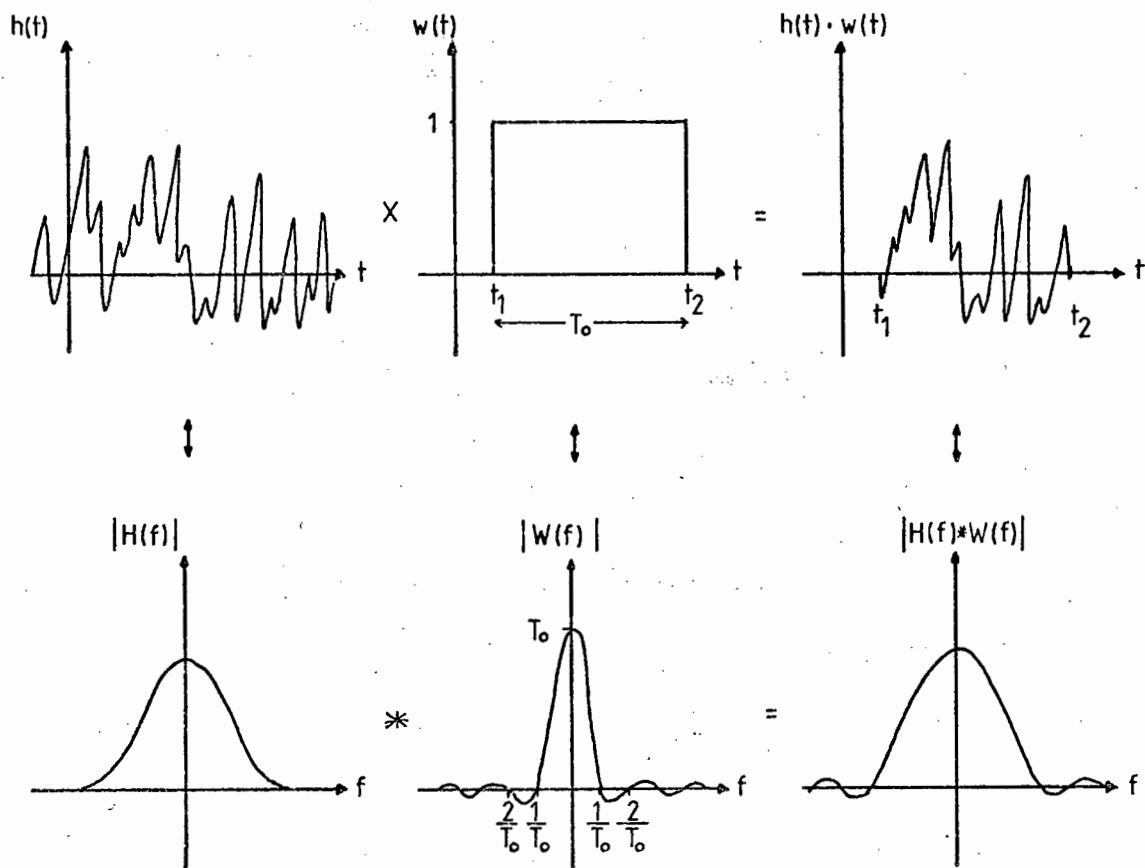 h(t)
w(t)
h(t) · w(t)
1
X
=
t
t
t
t₁
t₂
t₁
t₂
T₀
|H(f)|
|W(f)|
|H(f)*W(f)|
T₀
*
=
f
f
f
2/T₀ 1/T₀ 1/T₀ 2/T₀